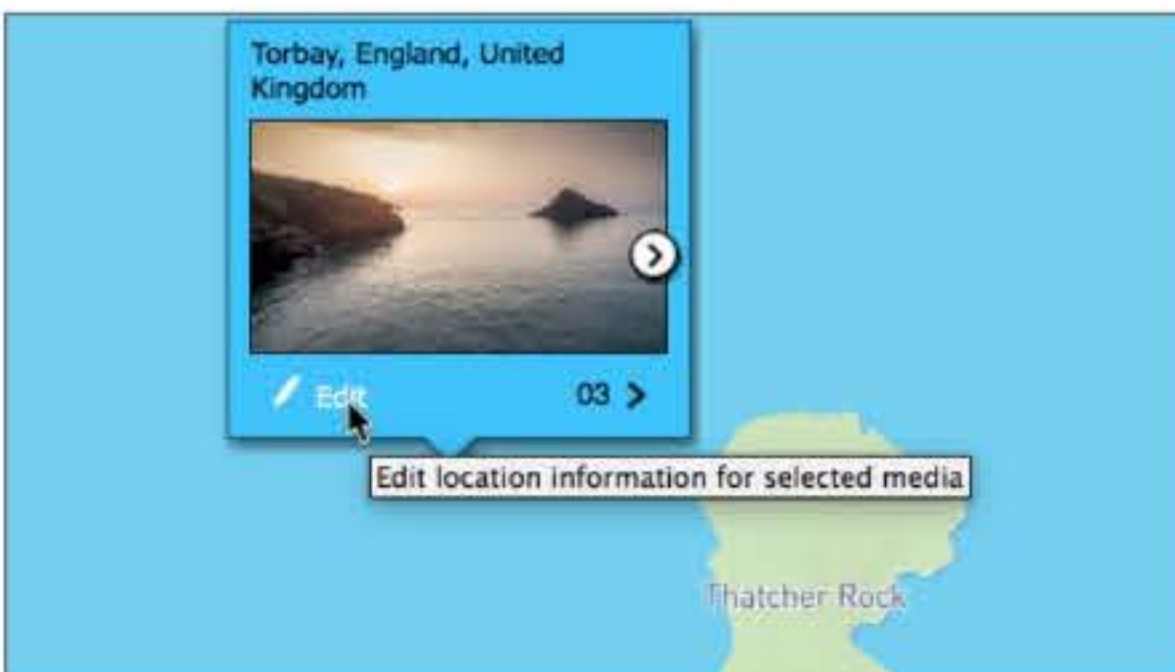 Torbay, England, United
Kingdom
Edit
03
Edit location information for selected media
Thatcher Rock